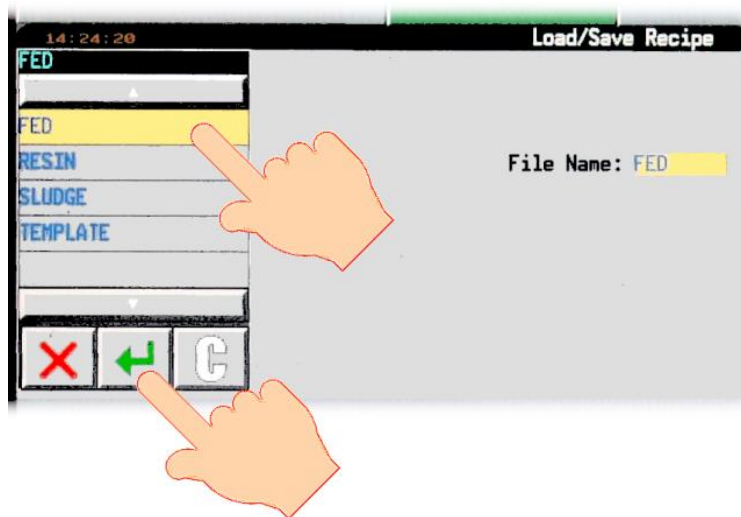 14:24:20
Load/Save Recipe
FED
FED
RESIN
SLUDGE
TEMPLATE
File Name: FED
C